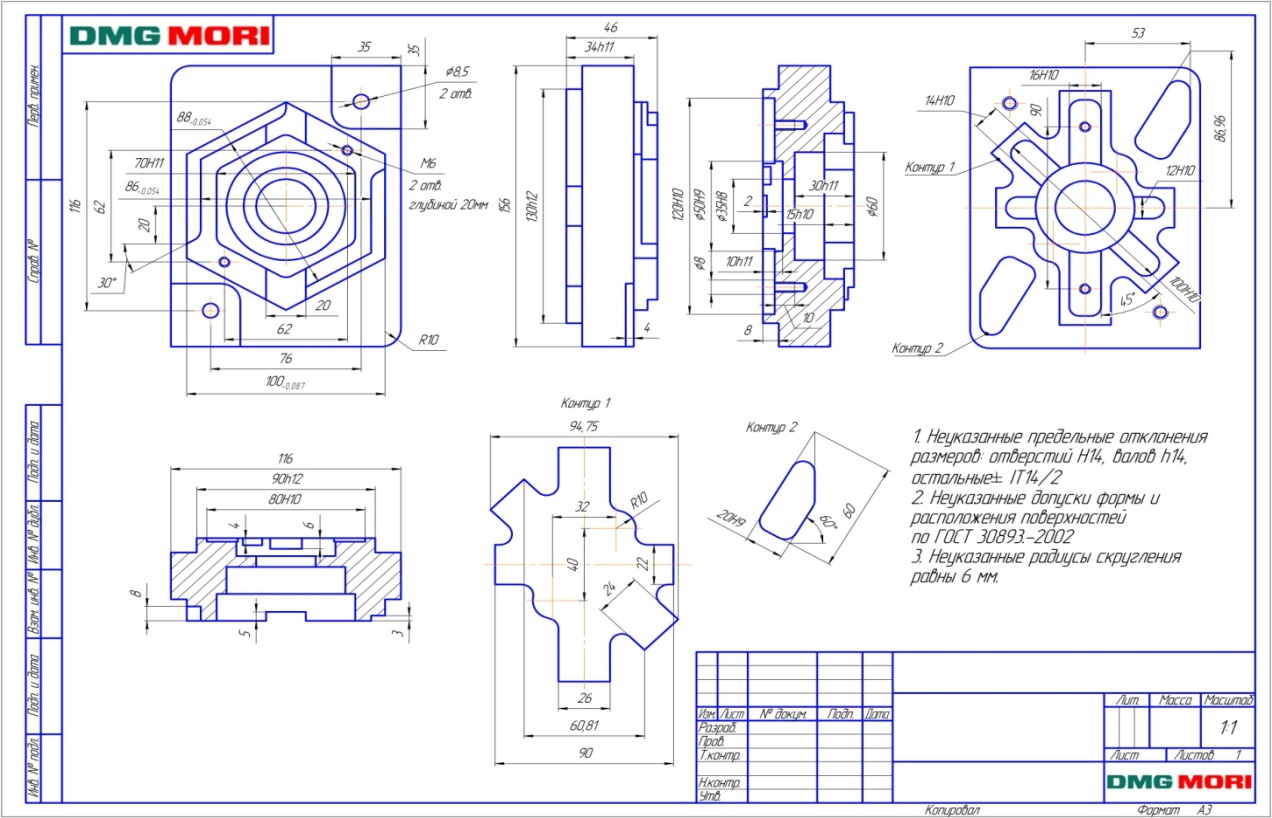 DMG MORI
Перв. примен.
Справ. №
Подп. и дата
Инв. № дубл.
Взам. инв. №
Подп. и дата
Инв. № подл.
35
35
ϕ8,5
2 отв.
88-0,054
70H11
86-0,054
М6
2 отв.
глубиной 20мм
116
62
20
30°
20
62
76
100-0,087
R10
46
34h11
156
130h12
4
120H10
ϕ50H9
ϕ35H8
2
30h11
15h10
ϕ60
ϕ8
10h11
10
8
53
16H10
14H10
90
86,96
Контур 1
12H10
100H10
45°
Контур 2
116
90h12
80H10
4
6
8
5
3
Контур 1
94,75
32
R10
40
22
24
26
60,81
90
Контур 2
20H9
60°
60
1. Неуказанные предельные отклонения
размеров: отверстий H14, валов h14,
остальные± IT14/2
2. Неуказанные допуски формы и
расположения поверхностей
по ГОСТ 30893.-2002
3. Неуказанные радиусы скругления
равны 6 мм.
Изм. Лист № докум. Подп. Дата
Разраб.
Пров.
Т.контр.
Н.контр.
Утв.
Лит. Масса Масштаб
1:1
Лист Листов 1
DMG MORI
Копировал Формат А3